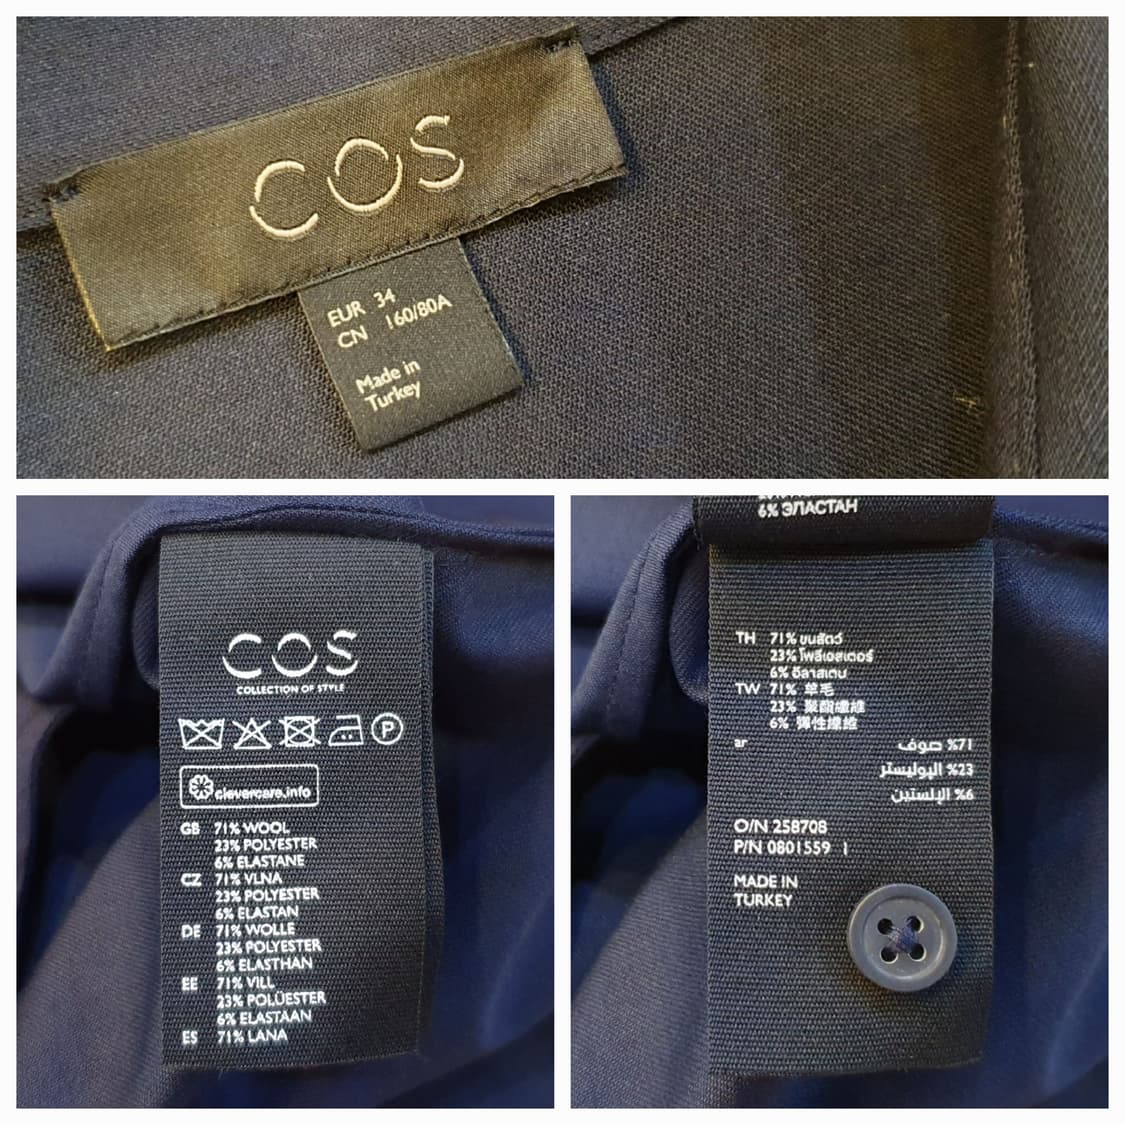 COS
EUR 34
CN 160/80A
Made in
Turkey
COS
COLLECTION OF STYLE
P
clevercare.info
GB 71% WOOL
23% POLYESTER
6% ELASTANE
CZ 71% VLNA
23% POLYESTER
6% ELASTAN
DE 71% WOLLE
23% POLYESTER
6% ELASTHAN
EE 71% VILL
23% POLÜESTER
6% ELASTAAN
ES 71% LANA
6% ЭЛАСТАН
TH 71% ขนสัตว์
23% โพลีเอสเตอร์
6% อีลาสเตน
TW 71% 羊毛
23% 聚酯纖維
6% 彈性纖維
ar %71 صوف
%23 البوليستر
%6 الإلستين
O/N 258708
P/N 0801559 1
MADE IN
TURKEY